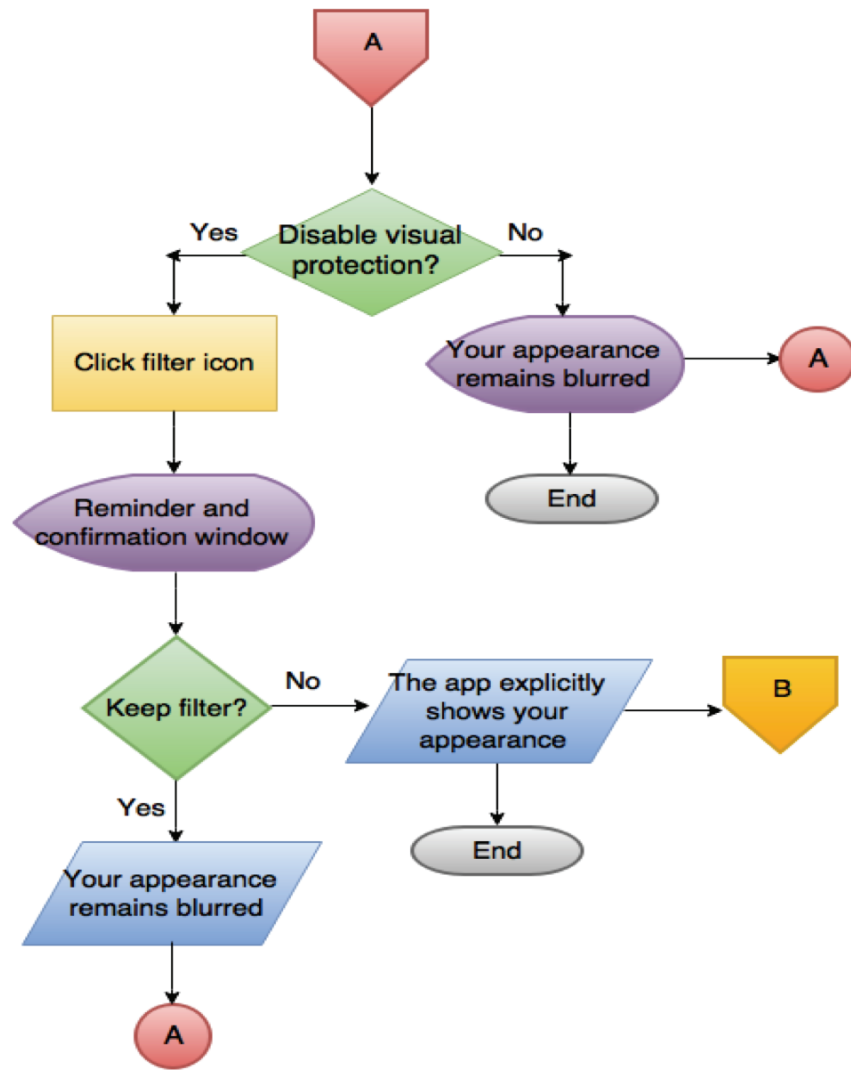 A
Yes
Disable visual
protection?
No
Click filter icon
Your appearance
remains blurred
A
Reminder and
confirmation window
End
Keep filter?
No
The app explicitly
shows your
appearance
B
Yes
End
Your appearance
remains blurred
A